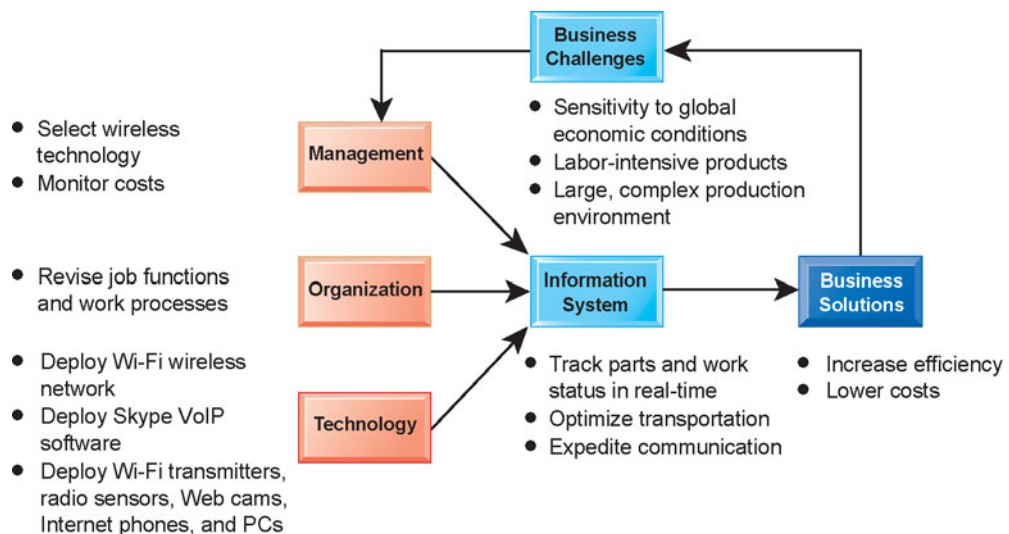 Business
Challenges
● Sensitivity to global
economic conditions
● Labor-intensive products
● Large, complex production
environment
● Select wireless
technology
● Monitor costs
Management
● Revise job functions
and work processes
Organization
Information
System
Business
Solutions
● Deploy Wi-Fi wireless
network
● Deploy Skype VoIP
software
● Deploy Wi-Fi transmitters,
radio sensors, Web cams,
Internet phones, and PCs
Technology
● Track parts and work
status in real-time
● Optimize transportation
● Expedite communication
● Increase efficiency
● Lower costs